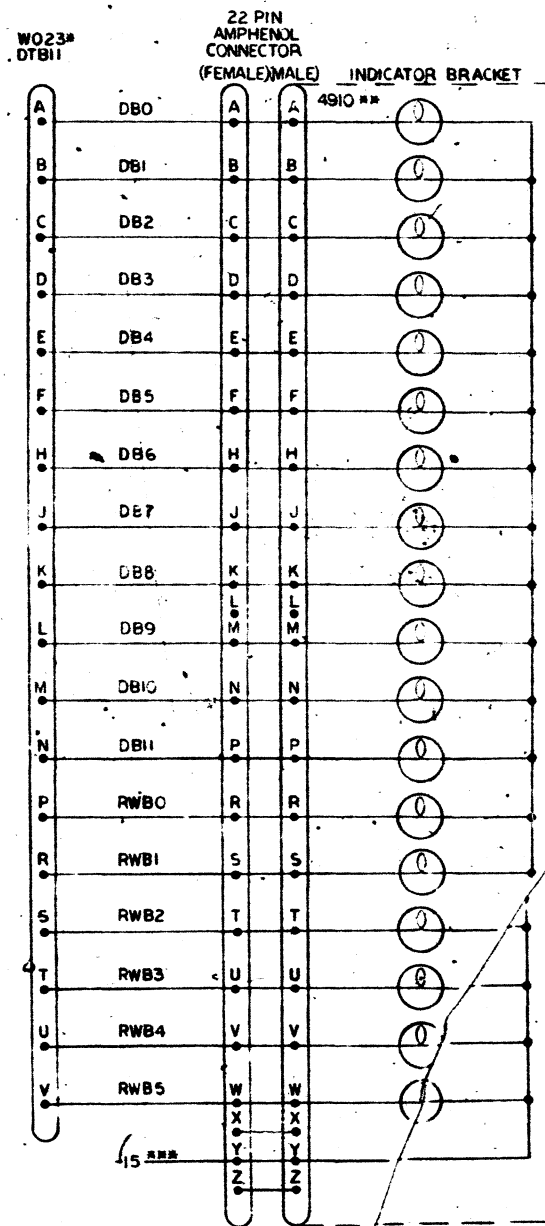 22 PIN
AMPHENOL
CONNECTOR
(FEMALE)(MALE)
W023*
DTB11
INDICATOR BRACKET
4910 **
A DB0 A A
B DB1 B B
C DB2 C C
D DB3 D D
E DB4 E E
F DB5 F F
H DB6 H H
J DB7 J J
K DB8 K K
L L
L DB9 M M
M DB10 N N
N DB11 P P
P RWB0 R R
R RWB1 S S
S RWB2 T T
T RWB3 U U
U RWB4 V V
V RWB5 W W
X X
-15 *** Y Y
Z Z